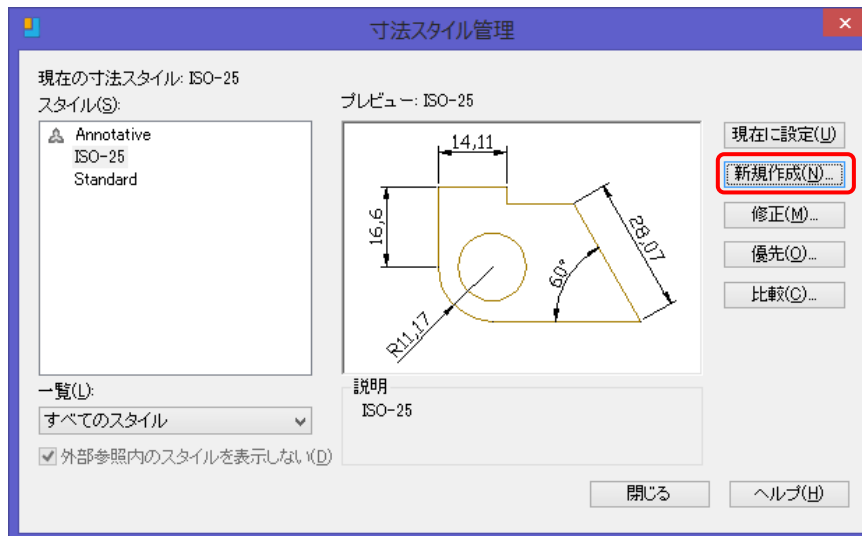 寸法スタイル管理
現在の寸法スタイル: ISO-25
スタイル(S):
Annotative
ISO-25
Standard
一覧(L):
すべてのスタイル
外部参照内のスタイルを表示しない(D)
プレビュー: ISO-25
14,11
16,6
28,07
60°
R11,17
説明
ISO-25
現在に設定(U)
新規作成(N)...
修正(M)...
優先(O)...
比較(C)...
閉じる
ヘルプ(H)